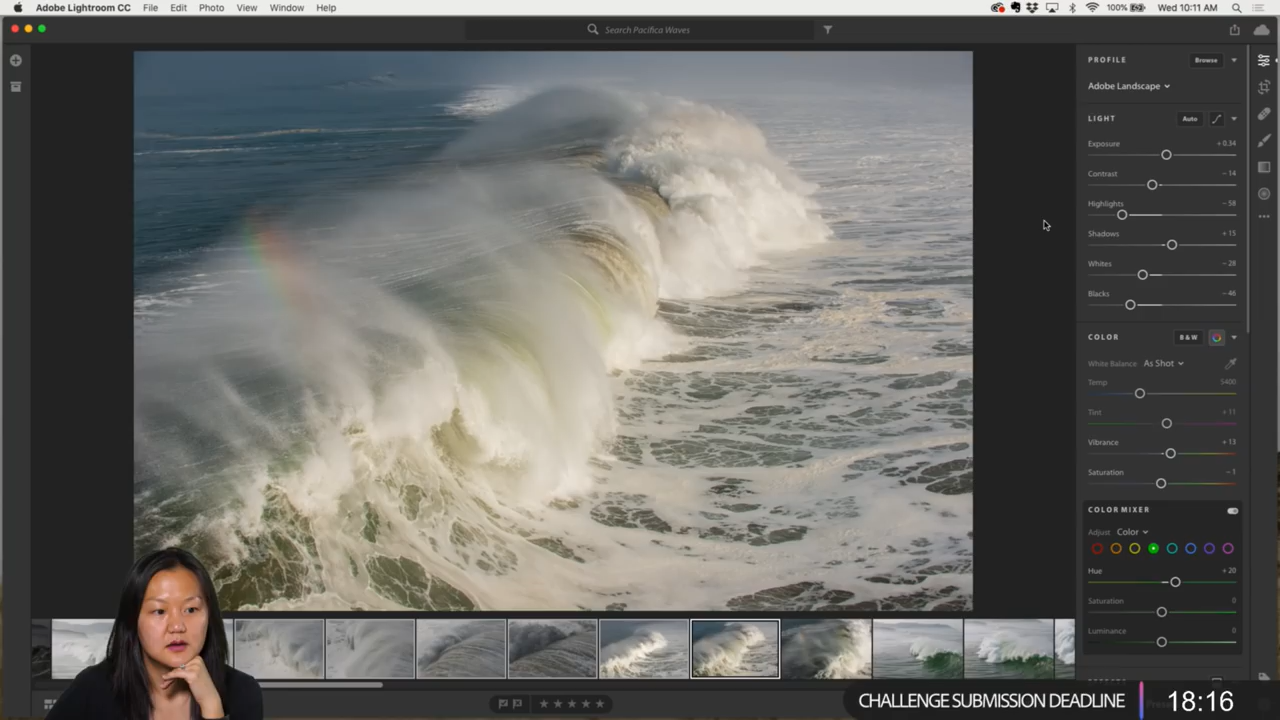 Adobe Lightroom CC File Edit Photo View Window Help 100% Wed 10:11 AM
Search Pacifica Waves
PROFILE Browse
Adobe Landscape
LIGHT Auto
Exposure + 0.34
Contrast - 14
Highlights - 58
Shadows + 15
Whites - 28
Blacks - 46
COLOR B&W
White Balance As Shot
Temp 5400
Tint + 11
Vibrance + 13
Saturation - 1
COLOR MIXER
Adjust Color
Hue + 20
Saturation 0
Luminance 0
CHALLENGE SUBMISSION DEADLINE 18:16